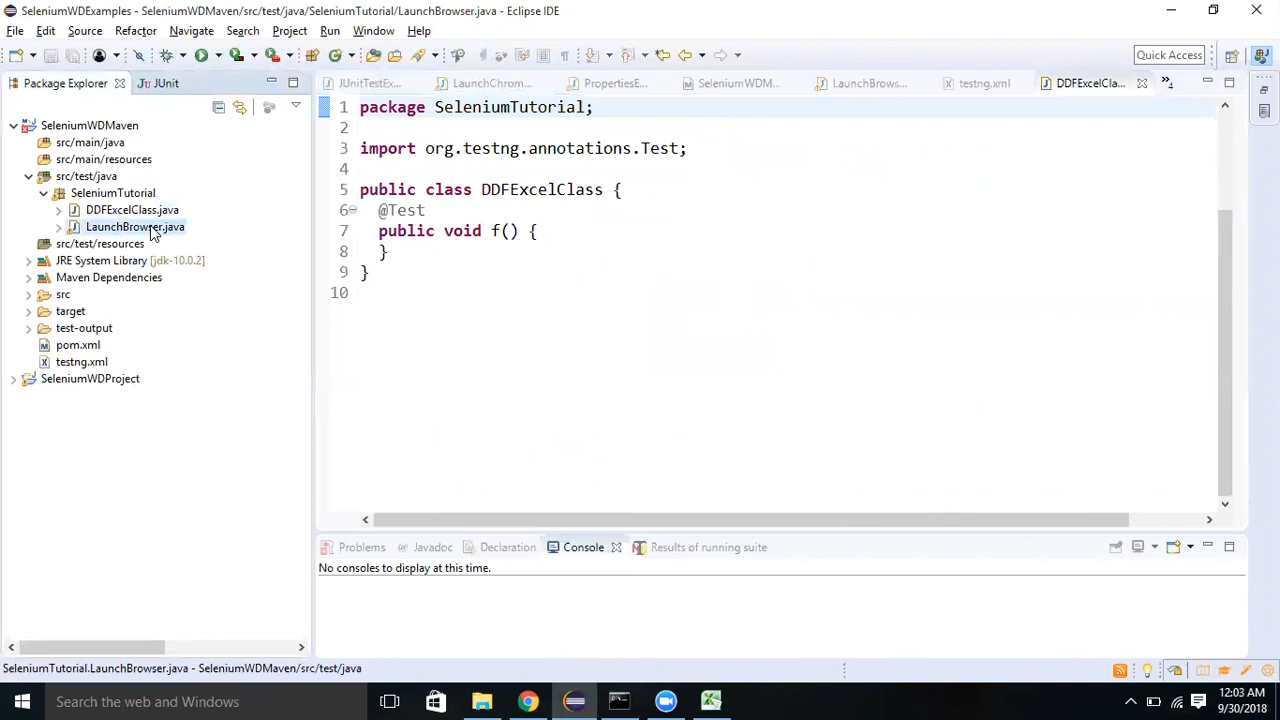 SeleniumWDExamples - SeleniumWDMaven/src/test/java/SeleniumTutorial/LaunchBrowser.java - Eclipse IDE
File Edit Source Refactor Navigate Search Project Run Window Help
Quick Access
Package Explorer JUnit
JUnitTestEx... LaunchChrom... PropertiesE... SeleniumWDM... LaunchBrows... testng.xml DDFExcelCla... »4
SeleniumWDMaven
src/main/java
src/main/resources
src/test/java
SeleniumTutorial
DDFExcelClass.java
LaunchBrowser.java
src/test/resources
JRE System Library [jdk-10.0.2]
Maven Dependencies
src
target
test-output
pom.xml
testng.xml
SeleniumWDProject
1 package SeleniumTutorial;
2
3 import org.testng.annotations.Test;
4
5 public class DDFExcelClass {
6 @Test
7 public void f() {
8 }
9 }
10
Problems Javadoc Declaration Console Results of running suite
No consoles to display at this time.
SeleniumTutorial.LaunchBrowser.java - SeleniumWDMaven/src/test/java
Search the web and Windows
12:03 AM
9/30/2018